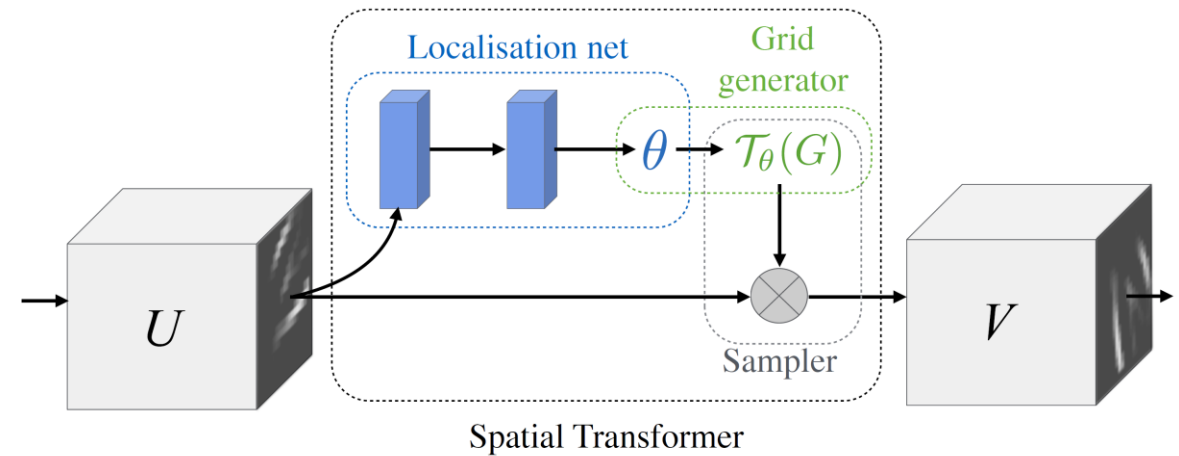 Localisation net
Grid
generator
θ
𝒯θ(G)
U
V
Sampler
Spatial Transformer